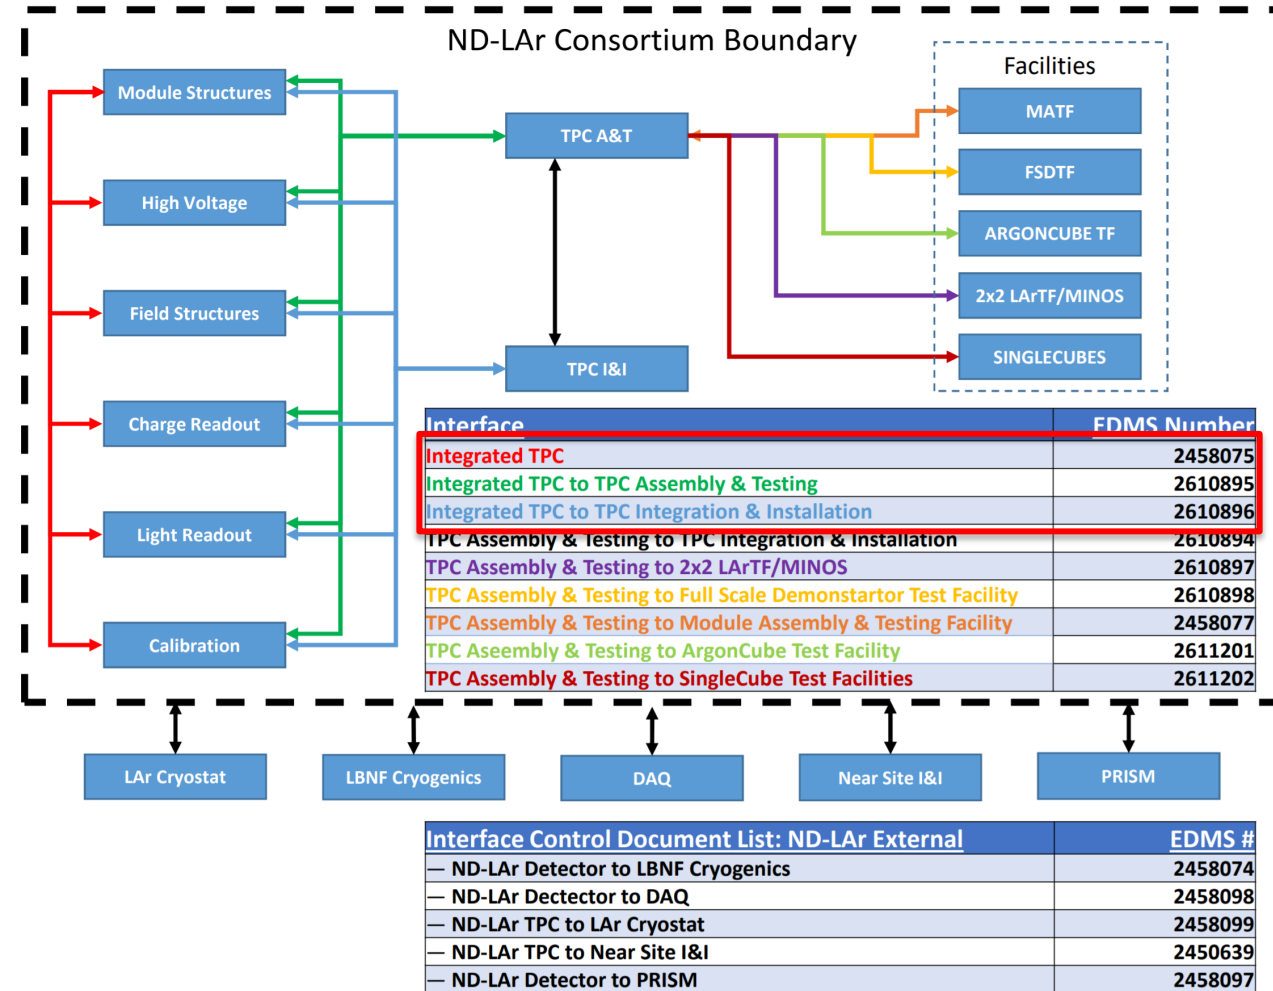 ND-LAr Consortium Boundary
Facilities
Module Structures
High Voltage
Field Structures
Charge Readout
Light Readout
Calibration
TPC A&T
TPC I&I
MATF
FSDTF
ARGONCUBE TF
2x2 LArTF/MINOS
SINGLECUBES
Interface EDMS Number
Integrated TPC 2458075
Integrated TPC to TPC Assembly & Testing 2610895
Integrated TPC to TPC Integration & Installation 2610896
TPC Assembly & Testing to TPC Integration & Installation 2610894
TPC Assembly & Testing to 2x2 LArTF/MINOS 2610897
TPC Assembly & Testing to Full Scale Demonstartor Test Facility 2610898
TPC Assembly & Testing to Module Assembly & Testing Facility 2458077
TPC Aseembly & Testing to ArgonCube Test Facility 2611201
TPC Assembly & Testing to SingleCube Test Facilities 2611202
LAr Cryostat
LBNF Cryogenics
DAQ
Near Site I&I
PRISM
Interface Control Document List: ND-LAr External EDMS #
— ND-LAr Detector to LBNF Cryogenics 2458074
— ND-LAr Dectector to DAQ 2458098
— ND-LAr TPC to LAr Cryostat 2458099
— ND-LAr TPC to Near Site I&I 2450639
— ND-LAr Detector to PRISM 2458097